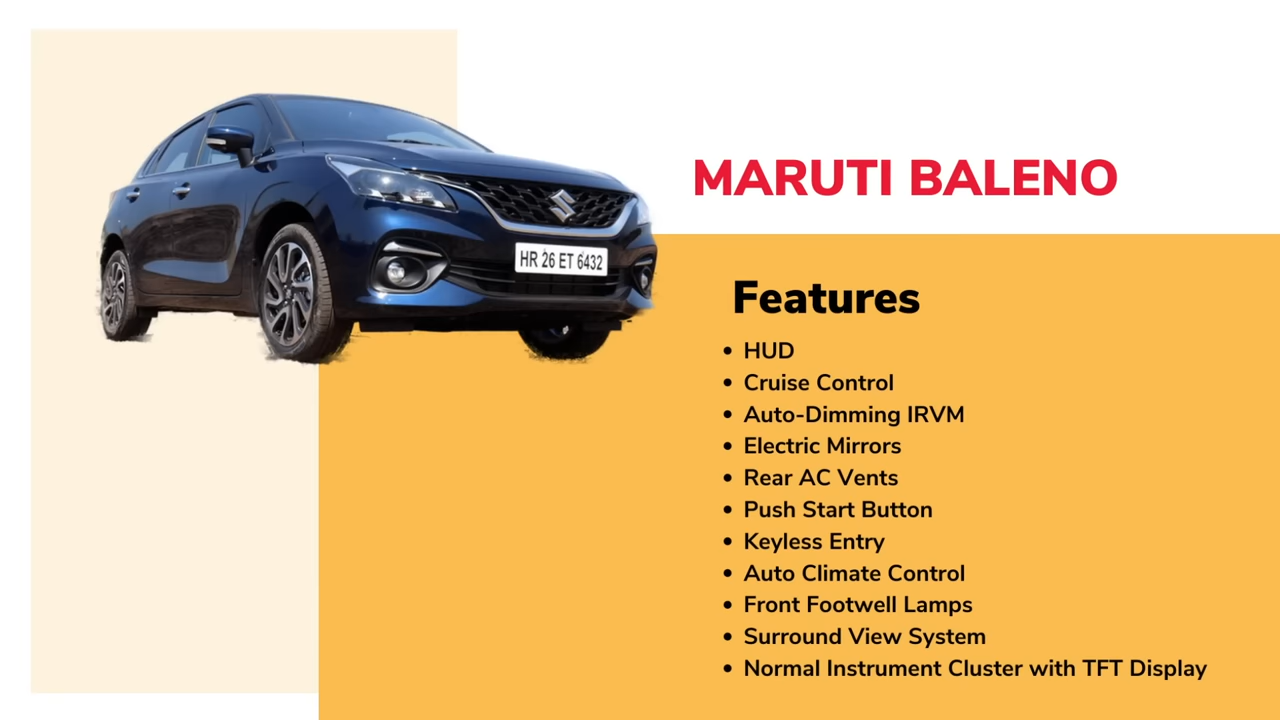 MARUTI BALENO
HR 26 ET 6432
Features
HUD
Cruise Control
Auto-Dimming IRVM
Electric Mirrors
Rear AC Vents
Push Start Button
Keyless Entry
Auto Climate Control
Front Footwell Lamps
Surround View System
Normal Instrument Cluster with TFT Display